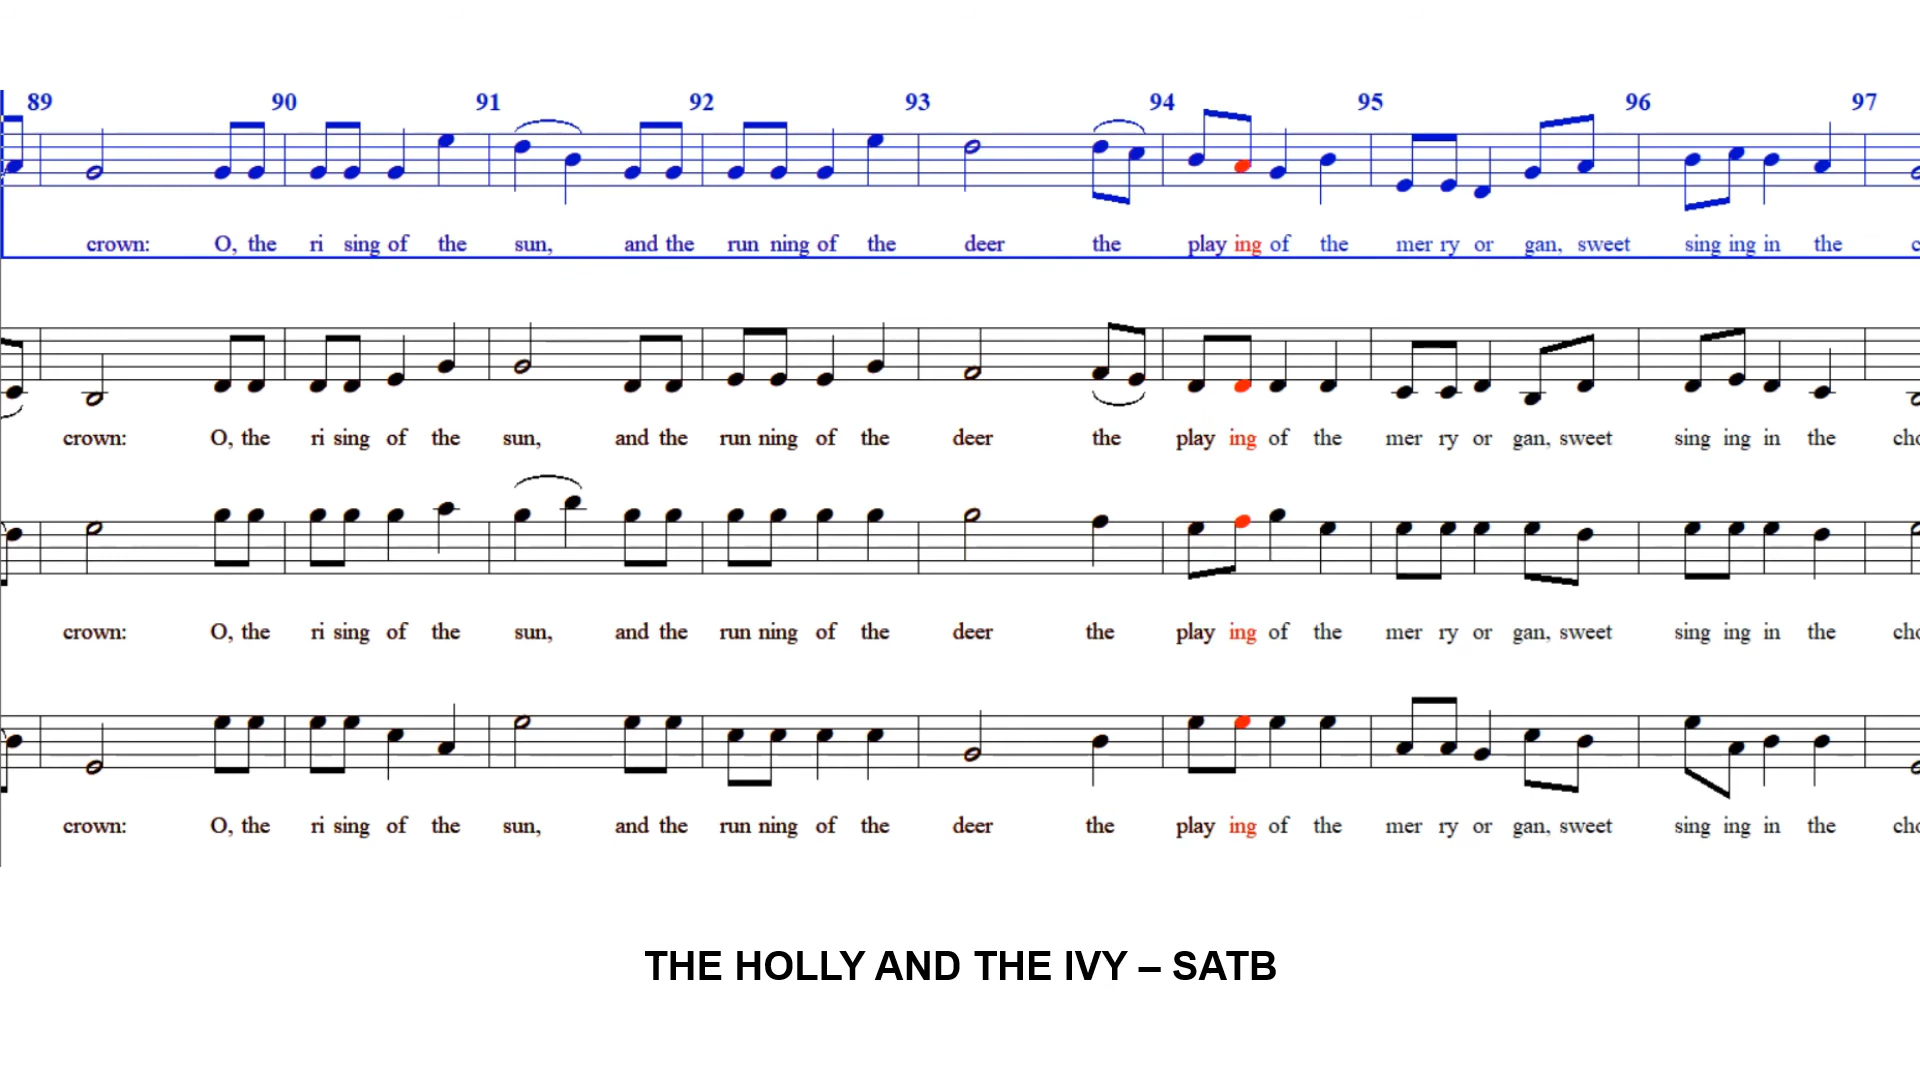 89 90 91 92 93 94 95 96 97
crown: O, the ri sing of the sun, and the run ning of the deer the play ing of the mer ry or gan, sweet sing ing in the c
crown: O, the ri sing of the sun, and the run ning of the deer the play ing of the mer ry or gan, sweet sing ing in the cho
crown: O, the ri sing of the sun, and the run ning of the deer the play ing of the mer ry or gan, sweet sing ing in the cho
crown: O, the ri sing of the sun, and the run ning of the deer the play ing of the mer ry or gan, sweet sing ing in the cho
THE HOLLY AND THE IVY – SATB